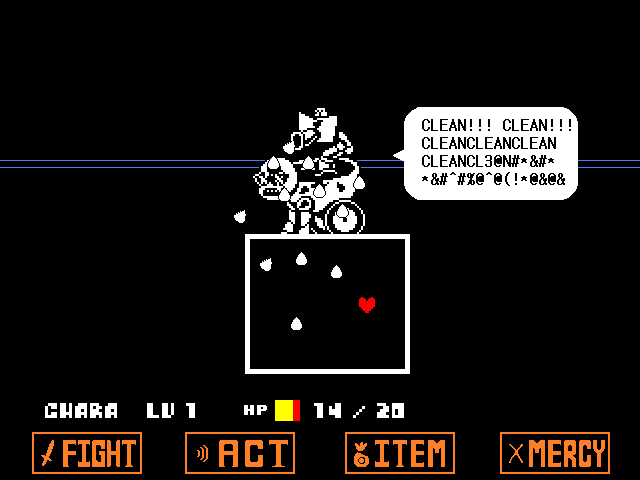 CLEAN!!! CLEAN!!!
CLEANCLEANCLEAN
CLEANCL3@N#*&#*
*&#^#%@^@(!*@&@&
CHARA LV 1 HP 14 / 20
FIGHT ACT ITEM MERCY